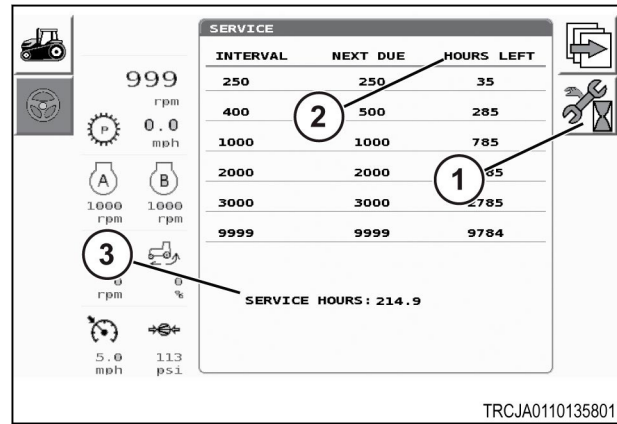 SERVICE
INTERVAL NEXT DUE HOURS LEFT
250 250 35
400 500 285
1000 1000 785
2000 2000
3000 3000 2785
9999 9999 9784
SERVICE HOURS: 214.9
999
rpm
P
0.0
mph
A B
1000 1000
rpm rpm
0 0
rpm %
5.0 113
mph psi
1
2
3
TRCJA0110135801